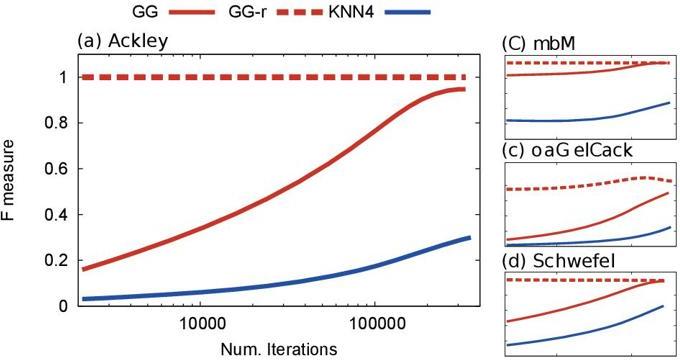 GG GG-r KNN4
(a) Ackley
1
0.8
0.6
0.4
0.2
0
F measure
10000 100000
Num. Iterations
(C) mbM
(c) oaG elCack
(d) Schwefel